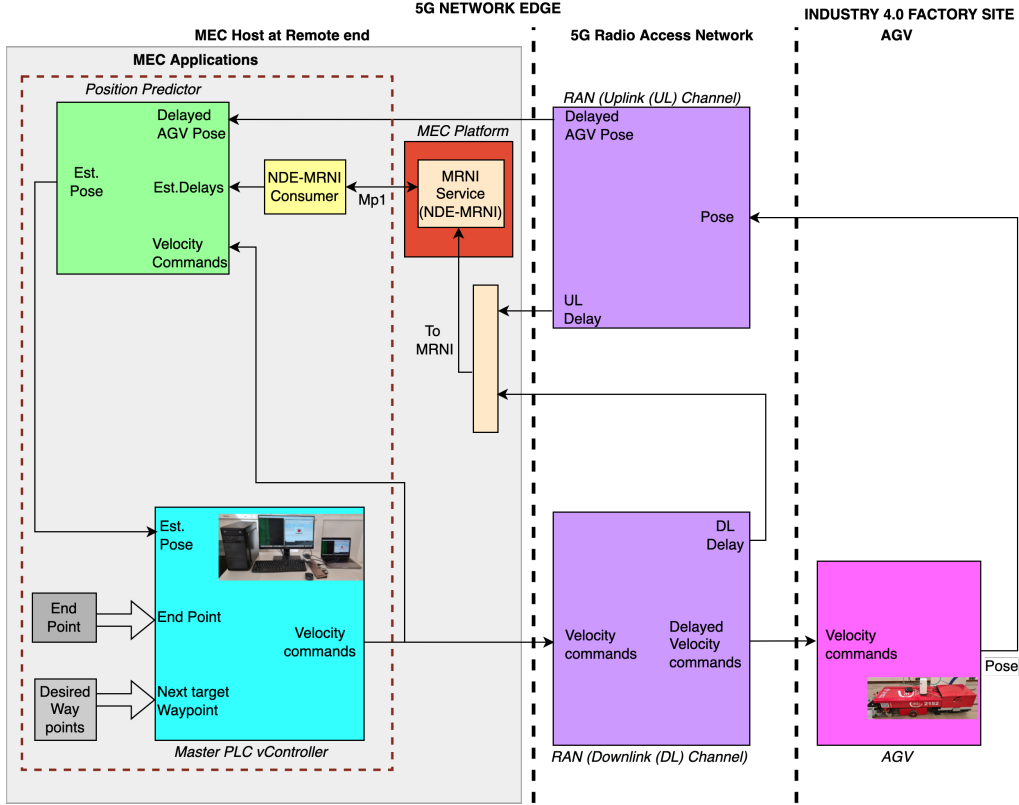 5G NETWORK EDGE
INDUSTRY 4.0 FACTORY SITE
MEC Host at Remote end
5G Radio Access Network
AGV
MEC Applications
Position Predictor
RAN (Uplink (UL) Channel)
Delayed
AGV Pose
Est.
Pose
Est.Delays
Velocity
Commands
NDE-MRNI
Consumer
Mp1
MEC Platform
MRNI
Service
(NDE-MRNI)
Delayed
AGV Pose
Pose
UL
Delay
To
MRNI
Est.
Pose
End
Point
End Point
Desired
Way
points
Next target
Waypoint
Velocity
commands
Master PLC vController
DL
Delay
Velocity
commands
Delayed
Velocity
commands
RAN (Downlink (DL) Channel)
Velocity
commands
Pose
2152
AGV